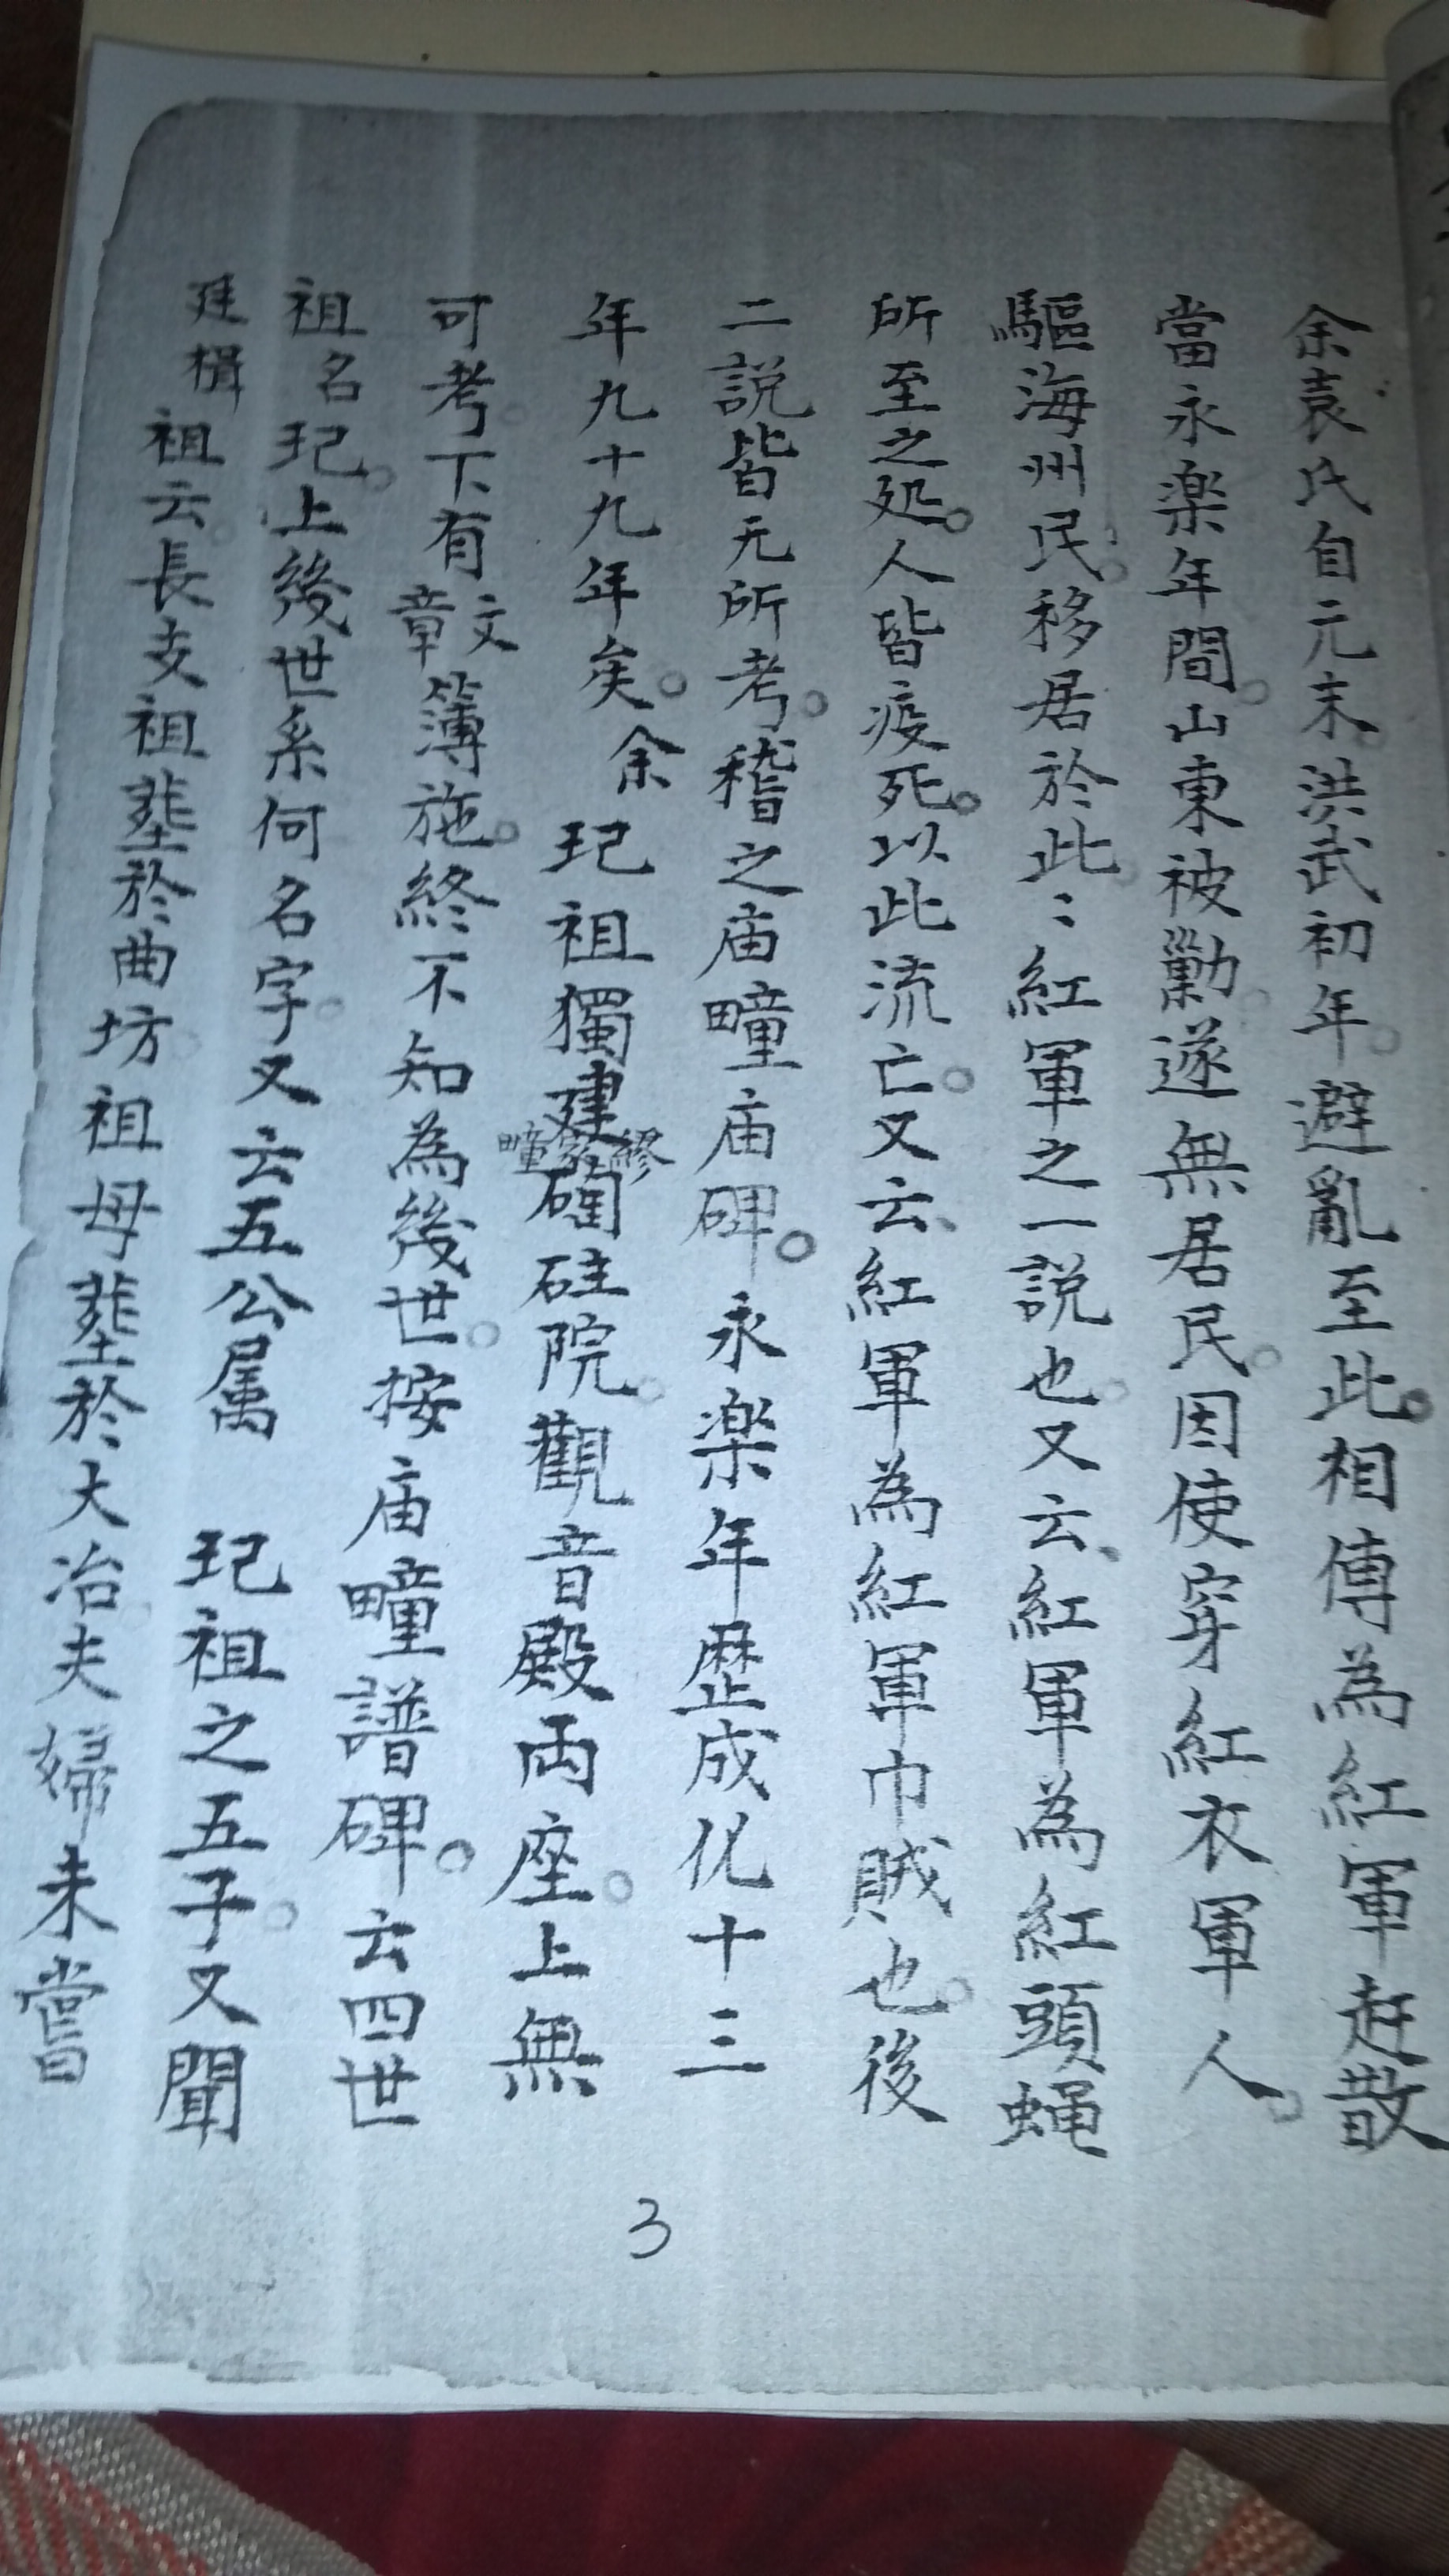 余袁氏自元末洪武初年避亂至此。相傳為紅軍赶散
當永楽年間山東被勦遂無居民。因使穿紅衣軍人。
驅海州民移居於此〻紅軍之一説也又云、紅軍為紅頭蝇
所至之処。人皆疫死。以此流亡。又云、紅軍為紅軍巾賊也後
二説皆无所考。稽之庙疃庙碑。永楽年歴成化十三
年九十九年矣。余 玘祖獨建
繆家疃
硅院。觀音殿両座。上無
可考下有文章簿施。終不知為後世。按庙疃譜碑。云四世
祖名玘。上後世系何名字。又云五公属 玘祖之五子。又聞
廷楫祖云長支祖塟於曲坊祖母塟於大冶夫婦未嘗
3